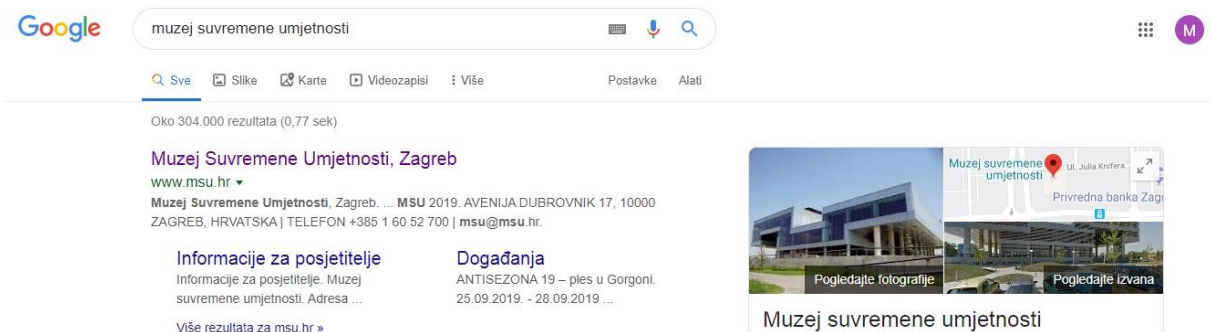 Google
muzej suvremene umjetnosti
M
Sve Slike Karte Videozapisi Više Postavke Alati
Oko 304.000 rezultata (0,77 sek)
Muzej Suvremene Umjetnosti, Zagreb
www.msu.hr
Muzej Suvremene Umjetnosti, Zagreb. ... MSU 2019. AVENIJA DUBROVNIK 17, 10000
ZAGREB, HRVATSKA | TELEFON +385 1 60 52 700 | msu@msu.hr.
Informacije za posjetitelje
Informacije za posjetitelje. Muzej
suvremene umjetnosti. Adresa ...
Događanja
ANTISEZONA 19 – ples u Gorgoni.
25.09.2019. - 28.09.2019 ...
Više rezultata za msu.hr »
Muzej suvremene
umjetnosti
Ul. Julia Knifera
Privredna banka Zagr
Pogledajte fotografije
Pogledajte izvana
Muzej suvremene umjetnosti